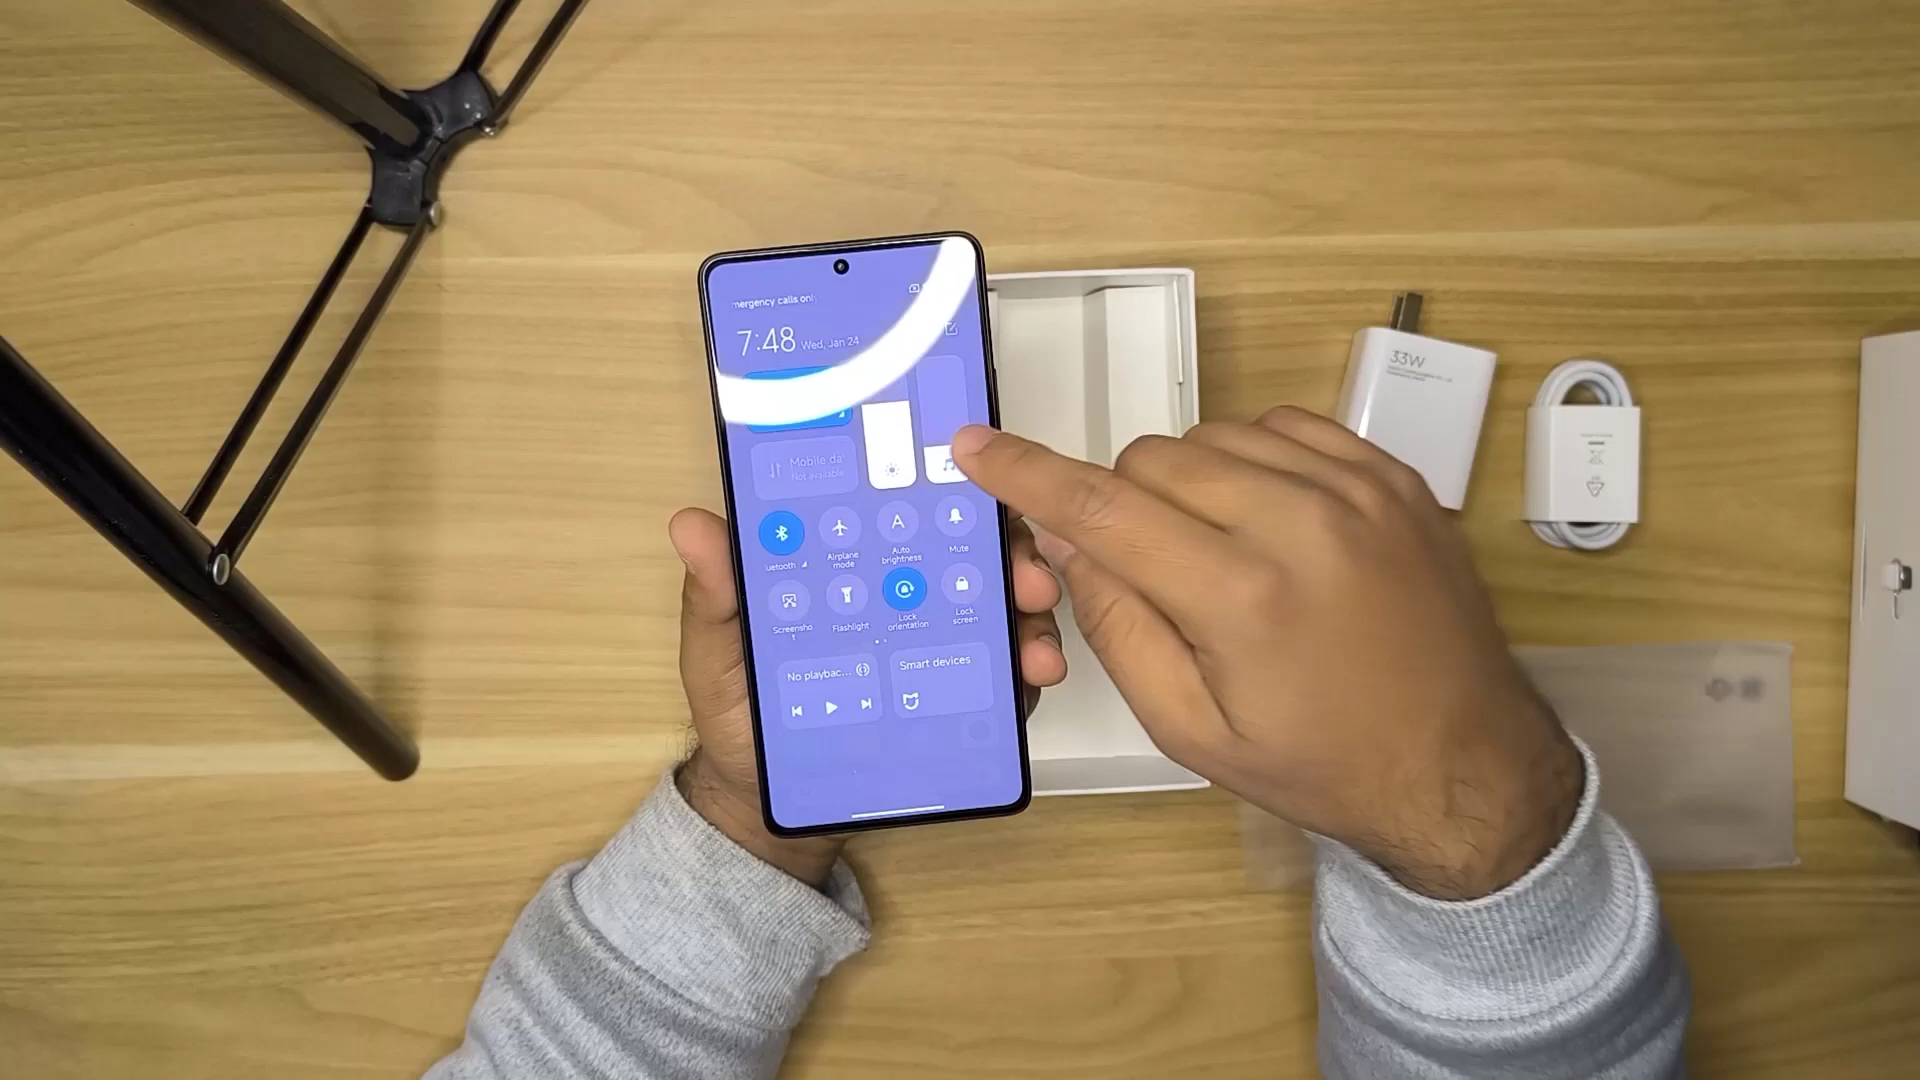 mergency calls onl
7:48 Wed, Jan 24
Mobile da
Not available
uetooth
Airplane
mode
Auto
brightness
Mute
Screensho
t
Flashlight
Lock
orientation
Lock
screen
No playbac...
Smart devices
33W